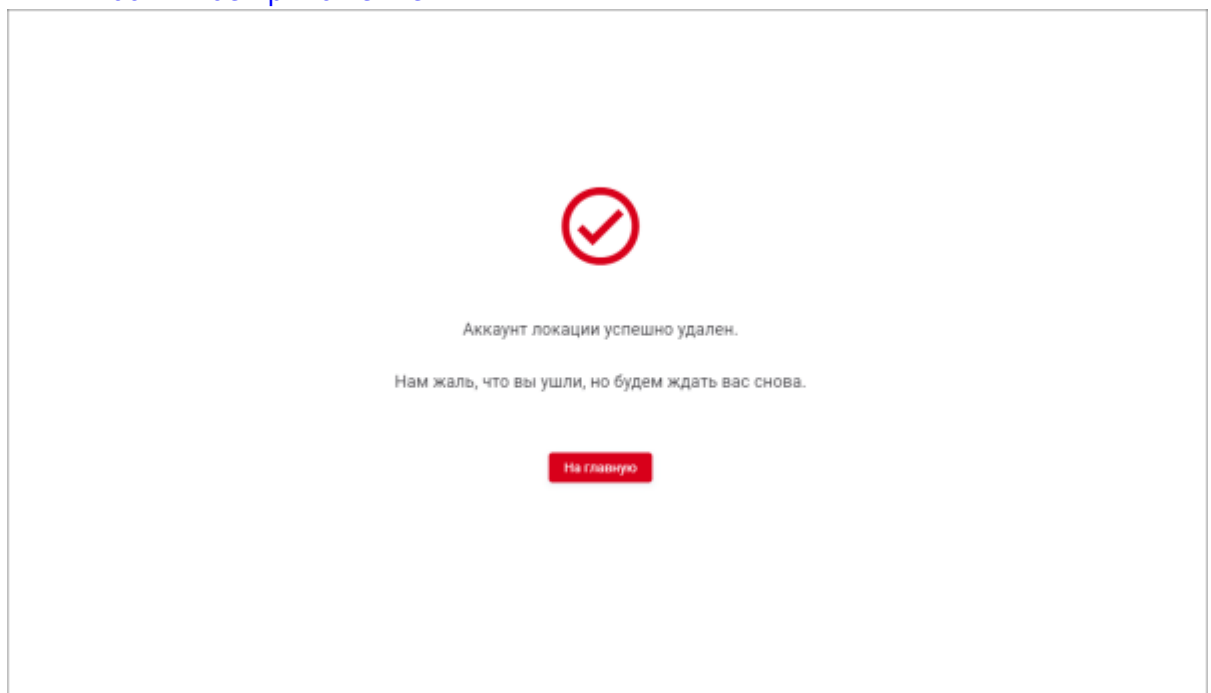 Аккаунт локации успешно удален.
Нам жаль, что вы ушли, но будем ждать вас снова.
На главную